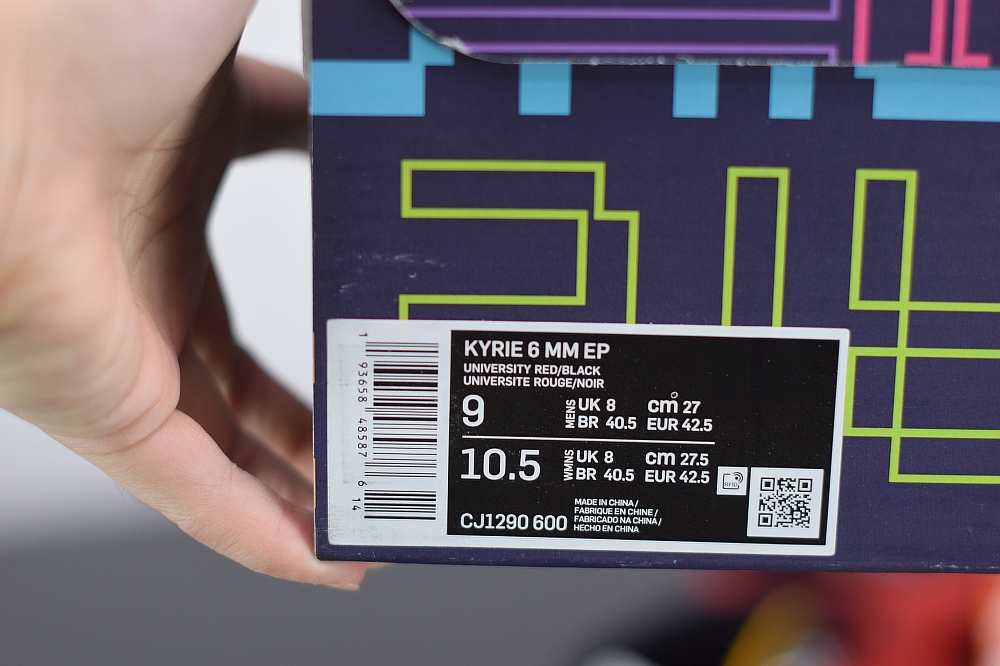 KYRIE 6 MM EP
UNIVERSITY RED/BLACK
UNIVERSITE ROUGE/NOIR
9 MENS UK 8 cm 27
BR 40.5 EUR 42.5
10.5 WMNS UK 8 cm 27.5
BR 40.5 EUR 42.5
RFID
CJ1290 600
MADE IN CHINA /
FABRIQUE EN CHINE /
FABRICADO NA CHINA /
HECHO EN CHINA
1 93658 48587 6 14